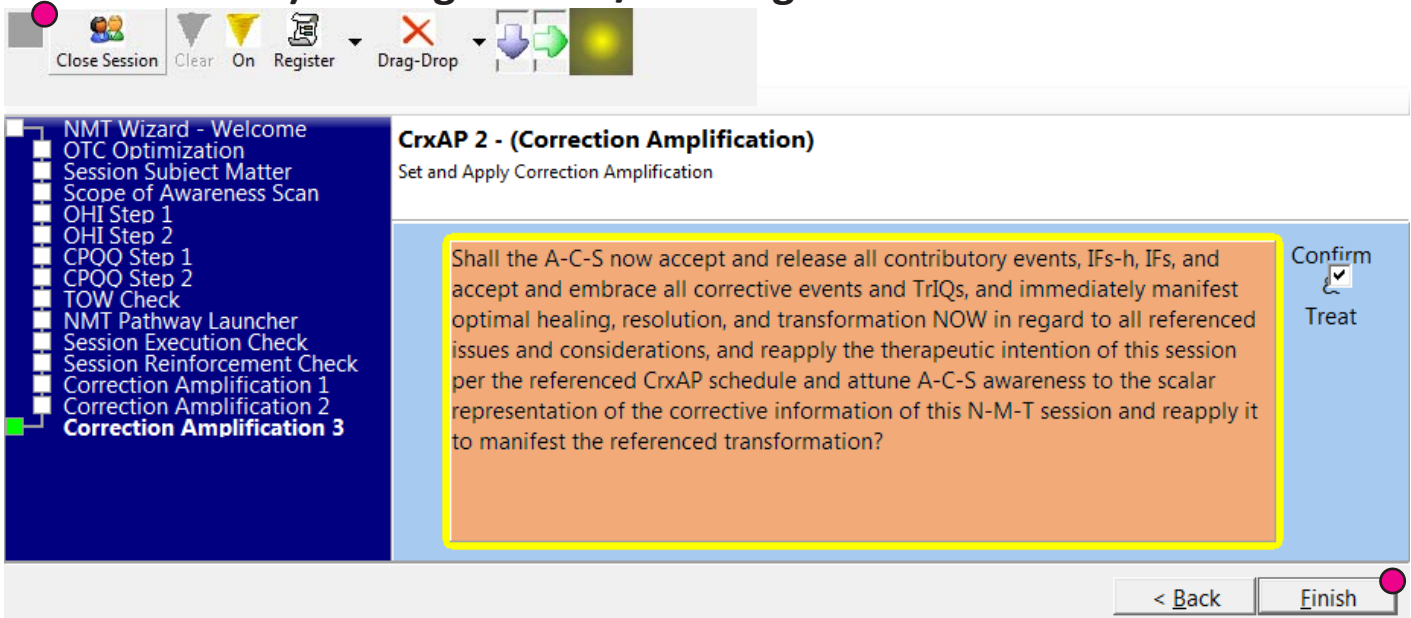 Close Session Clear On Register Drag-Drop
NMT Wizard - Welcome
OTC Optimization
Session Subject Matter
Scope of Awareness Scan
OHI Step 1
OHI Step 2
CPQQ Step 1
CPQQ Step 2
TOW Check
NMT Pathway Launcher
Session Execution Check
Session Reinforcement Check
Correction Amplification 1
Correction Amplification 2
Correction Amplification 3
CrxAP 2 - (Correction Amplification)
Set and Apply Correction Amplification
Shall the A-C-S now accept and release all contributory events, IFs-h, IFs, and
accept and embrace all corrective events and TrIQs, and immediately manifest
optimal healing, resolution, and transformation NOW in regard to all referenced
issues and considerations, and reapply the therapeutic intention of this session
per the referenced CrxAP schedule and attune A-C-S awareness to the scalar
representation of the corrective information of this N-M-T session and reapply it
to manifest the referenced transformation?
Confirm
&
Treat
< Back
Finish